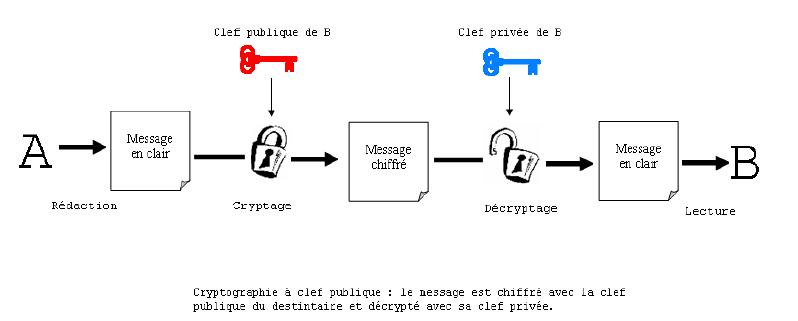 Clef publique de B
Clef privée de B
A
Message
en clair
Message
chiffré
Message
en clair
B
Rédaction
Cryptage
Décryptage
Lecture
Cryptographie à clef publique : le message est chiffré avec la clef
publique du destintaire et décrypté avec sa clef privée.